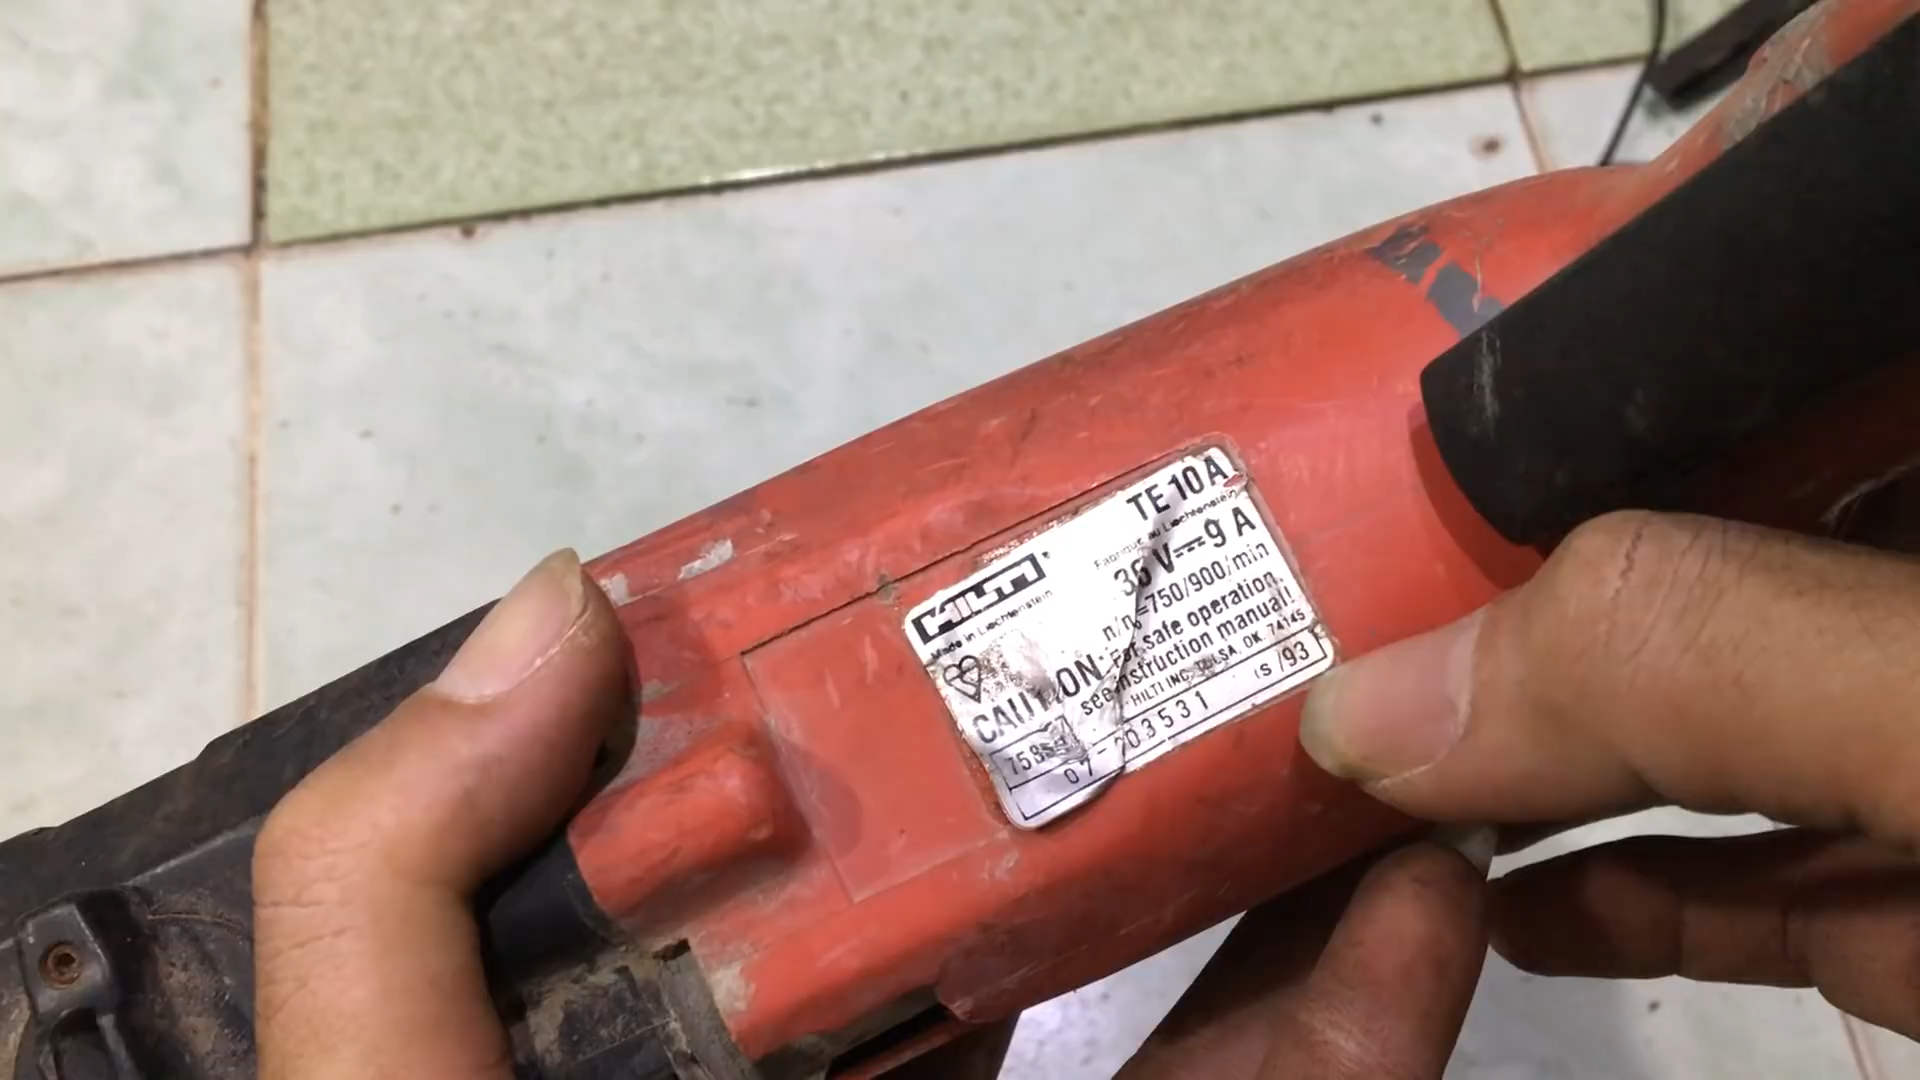 HILTI
Made in Liechtenstein
TE 10 A
Fabriqué au Liechtenstein
36 V 9 A
n/n₀=750/900/min
CAUTION: For safe operation,
see instruction manual!
HILTI INC. TULSA, OK. 74145
/93
07 - 203531